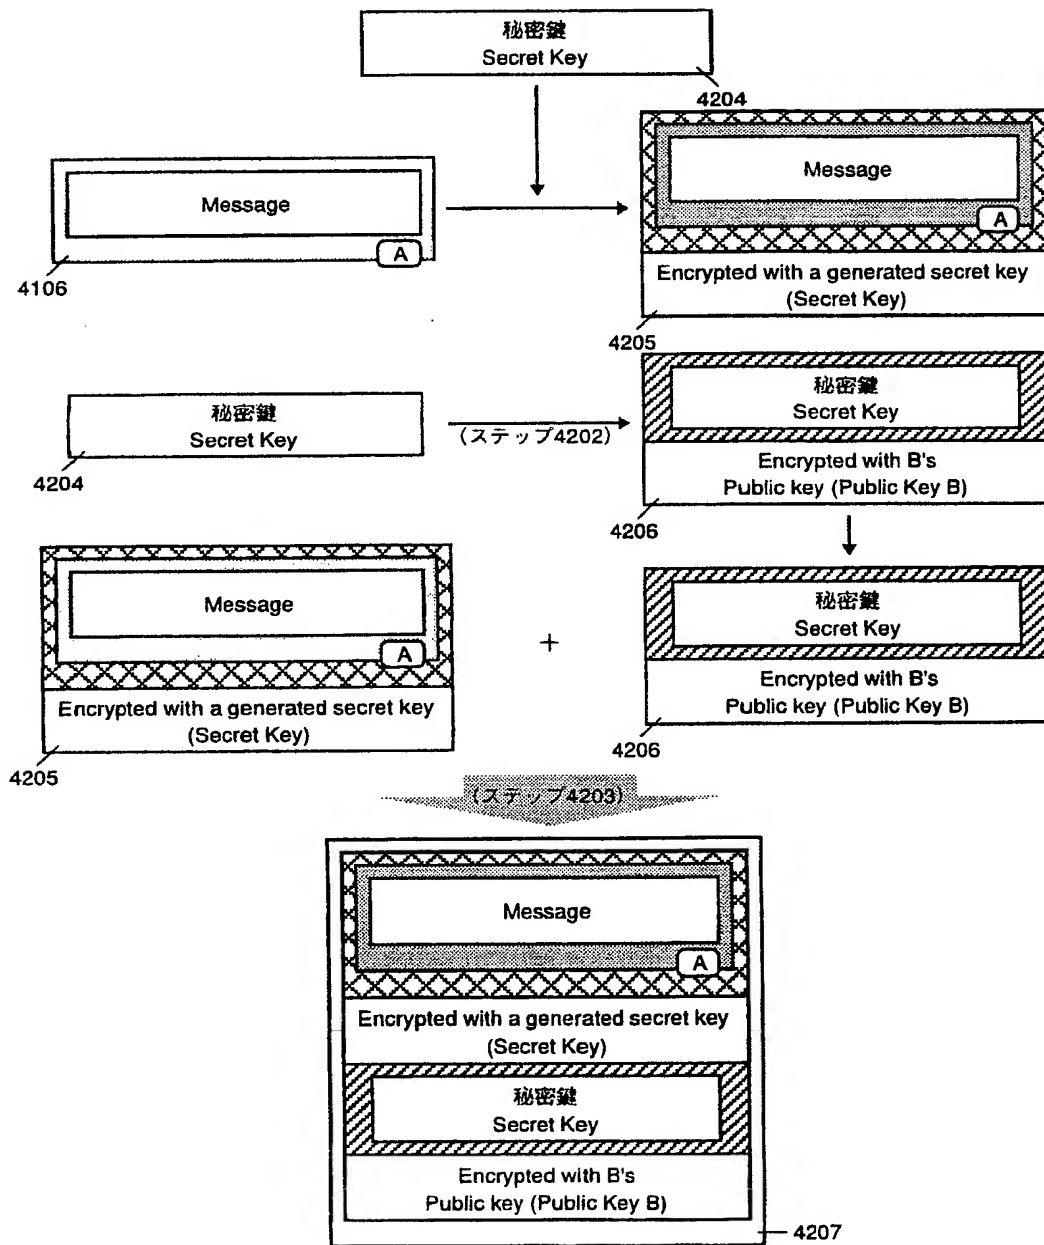 秘密鍵
Secret Key
4204
Message
A
4106
Message
A
Encrypted with a generated secret key
(Secret Key)
4205
秘密鍵
Secret Key
4204
(ステップ4202)
秘密鍵
Secret Key
Encrypted with B's
Public key (Public Key B)
4206
Message
A
Encrypted with a generated secret key
(Secret Key)
4205
+
秘密鍵
Secret Key
Encrypted with B's
Public key (Public Key B)
4206
(ステップ4203)
Message
A
Encrypted with a generated secret key
(Secret Key)
秘密鍵
Secret Key
Encrypted with B's
Public key (Public Key B)
4207